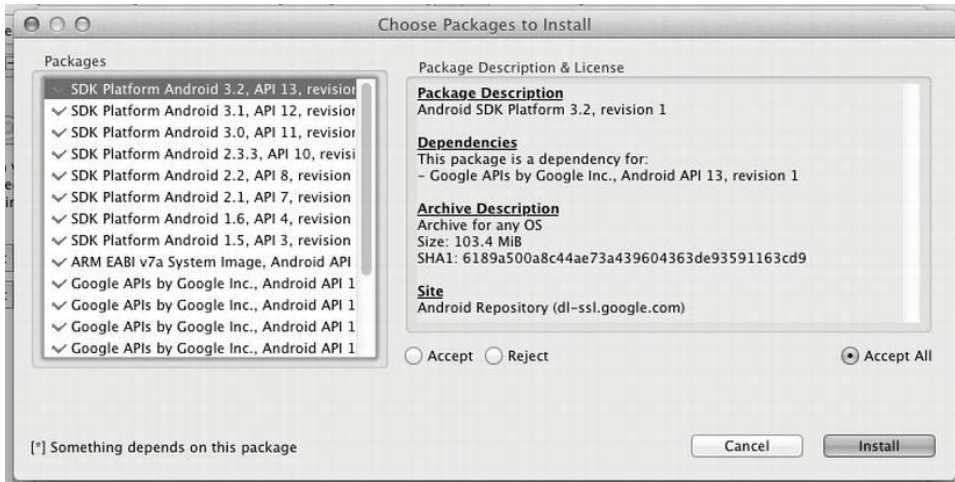 Choose Packages to Install
Packages
SDK Platform Android 3.2, API 13, revision
SDK Platform Android 3.1, API 12, revision
SDK Platform Android 3.0, API 11, revision
SDK Platform Android 2.3.3, API 10, revisi
SDK Platform Android 2.2, API 8, revision
SDK Platform Android 2.1, API 7, revision
SDK Platform Android 1.6, API 4, revision
SDK Platform Android 1.5, API 3, revision
ARM EABI v7a System Image, Android API
Google APIs by Google Inc., Android API 1
Google APIs by Google Inc., Android API 1
Google APIs by Google Inc., Android API 1
Google APIs by Google Inc., Android API 1
Package Description & License
Package Description
Android SDK Platform 3.2, revision 1
Dependencies
This package is a dependency for:
- Google APIs by Google Inc., Android API 13, revision 1
Archive Description
Archive for any OS
Size: 103.4 MiB
SHA1: 6189a500a8c44ae73a439604363de93591163cd9
Site
Android Repository (dl-ssl.google.com)
Accept Reject Accept All
[*] Something depends on this package
Cancel Install